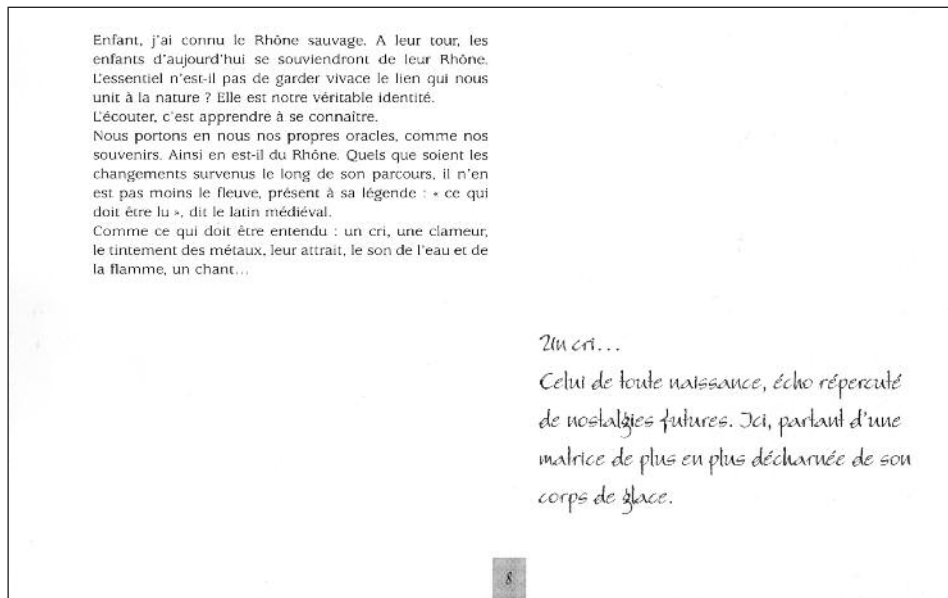 Enfant, j'ai connu le Rhône sauvage. A leur tour, les
enfants d'aujourd'hui se souviendront de leur Rhône.
L'essentiel n'est-il pas de garder vivace le lien qui nous
unit à la nature ? Elle est notre véritable identité.
L'écouter, c'est apprendre à se connaître.
Nous portons en nous nos propres oracles, comme nos
souvenirs. Ainsi en est-il du Rhône. Quels que soient les
changements survenus le long de son parcours, il n'en
est pas moins le fleuve, présent à sa légende : « ce qui
doit être lu », dit le latin médiéval.
Comme ce qui doit être entendu : un cri, une clameur,
le tintement des métaux, leur attrait, le son de l'eau et de
la flamme, un chant...
Un cri...
Celui de toute naissance, écho répercuté
de nostalgies futures. Ici, partant d'une
matrice de plus en plus décharnée de son
corps de glace.
8